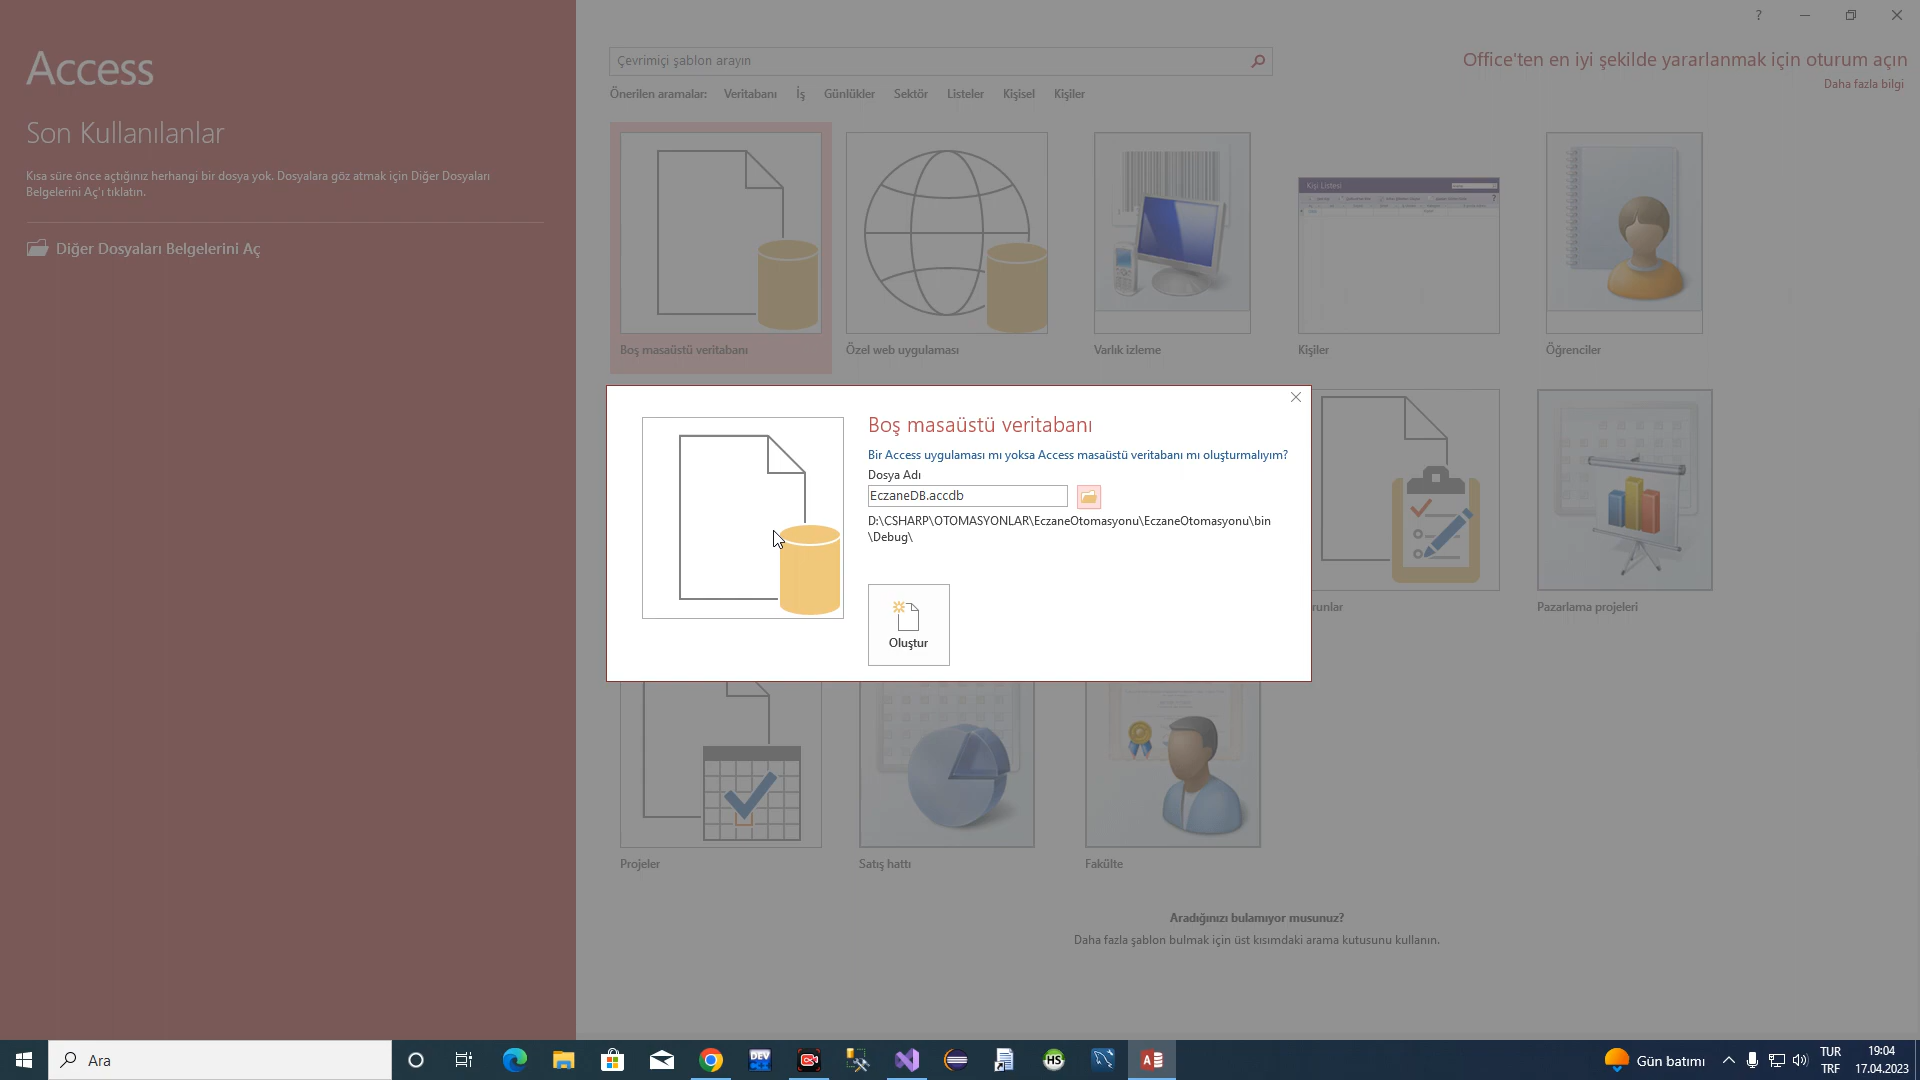 Access
Son Kullanılanlar
Kısa süre önce açtığınız herhangi bir dosya yok. Dosyalara göz atmak için Diğer Dosyaları
Belgelerini Aç'ı tıklatın.
Diğer Dosyaları Belgelerini Aç
?
Çevrimiçi şablon arayın
Office'ten en iyi şekilde yararlanmak için oturum açın
Daha fazla bilgi
Önerilen aramalar: Veritabanı İş Günlükler Sektör Listeler Kişisel Kişiler
Kişi Listesi
Boş masaüstü veritabanı
Özel web uygulaması
Varlık izleme
Kişiler
Öğrenciler
Boş masaüstü veritabanı
Bir Access uygulaması mı yoksa Access masaüstü veritabanı mı oluşturmalıyım?
Dosya Adı
EczaneDB.accdb
D:\CSHARP\OTOMASYONLAR\EczaneOtomasyonu\EczaneOtomasyonu\bin
\Debug\
Oluştur
runlar
Pazarlama projeleri
Projeler
Satış hattı
Fakülte
Aradığınızı bulamıyor musunuz?
Daha fazla şablon bulmak için üst kısımdaki arama kutusunu kullanın.
Ara
DEV
HS
Gün batımı
TUR
TRF
19:04
17.04.2023